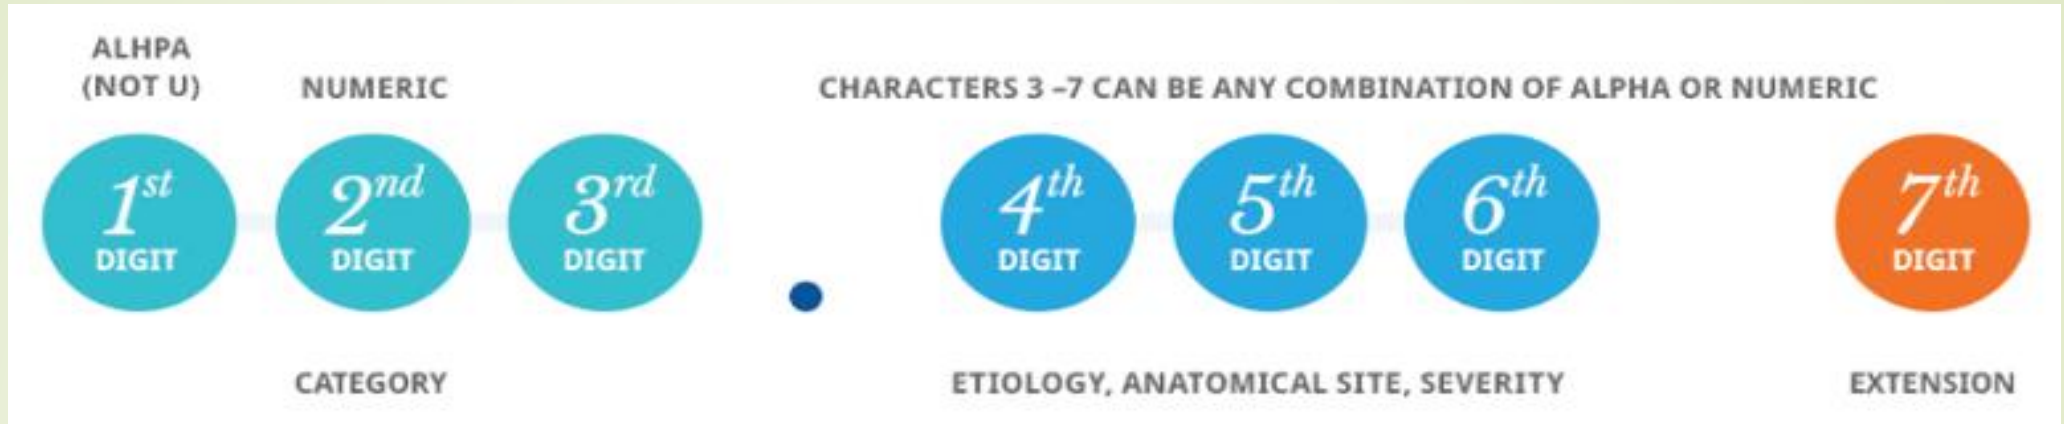 ALHPA
(NOT U)
NUMERIC
CHARACTERS 3 –7 CAN BE ANY COMBINATION OF ALPHA OR NUMERIC
1st
DIGIT
2nd
DIGIT
3rd
DIGIT
.
4th
DIGIT
5th
DIGIT
6th
DIGIT
7th
DIGIT
CATEGORY
ETIOLOGY, ANATOMICAL SITE, SEVERITY
EXTENSION